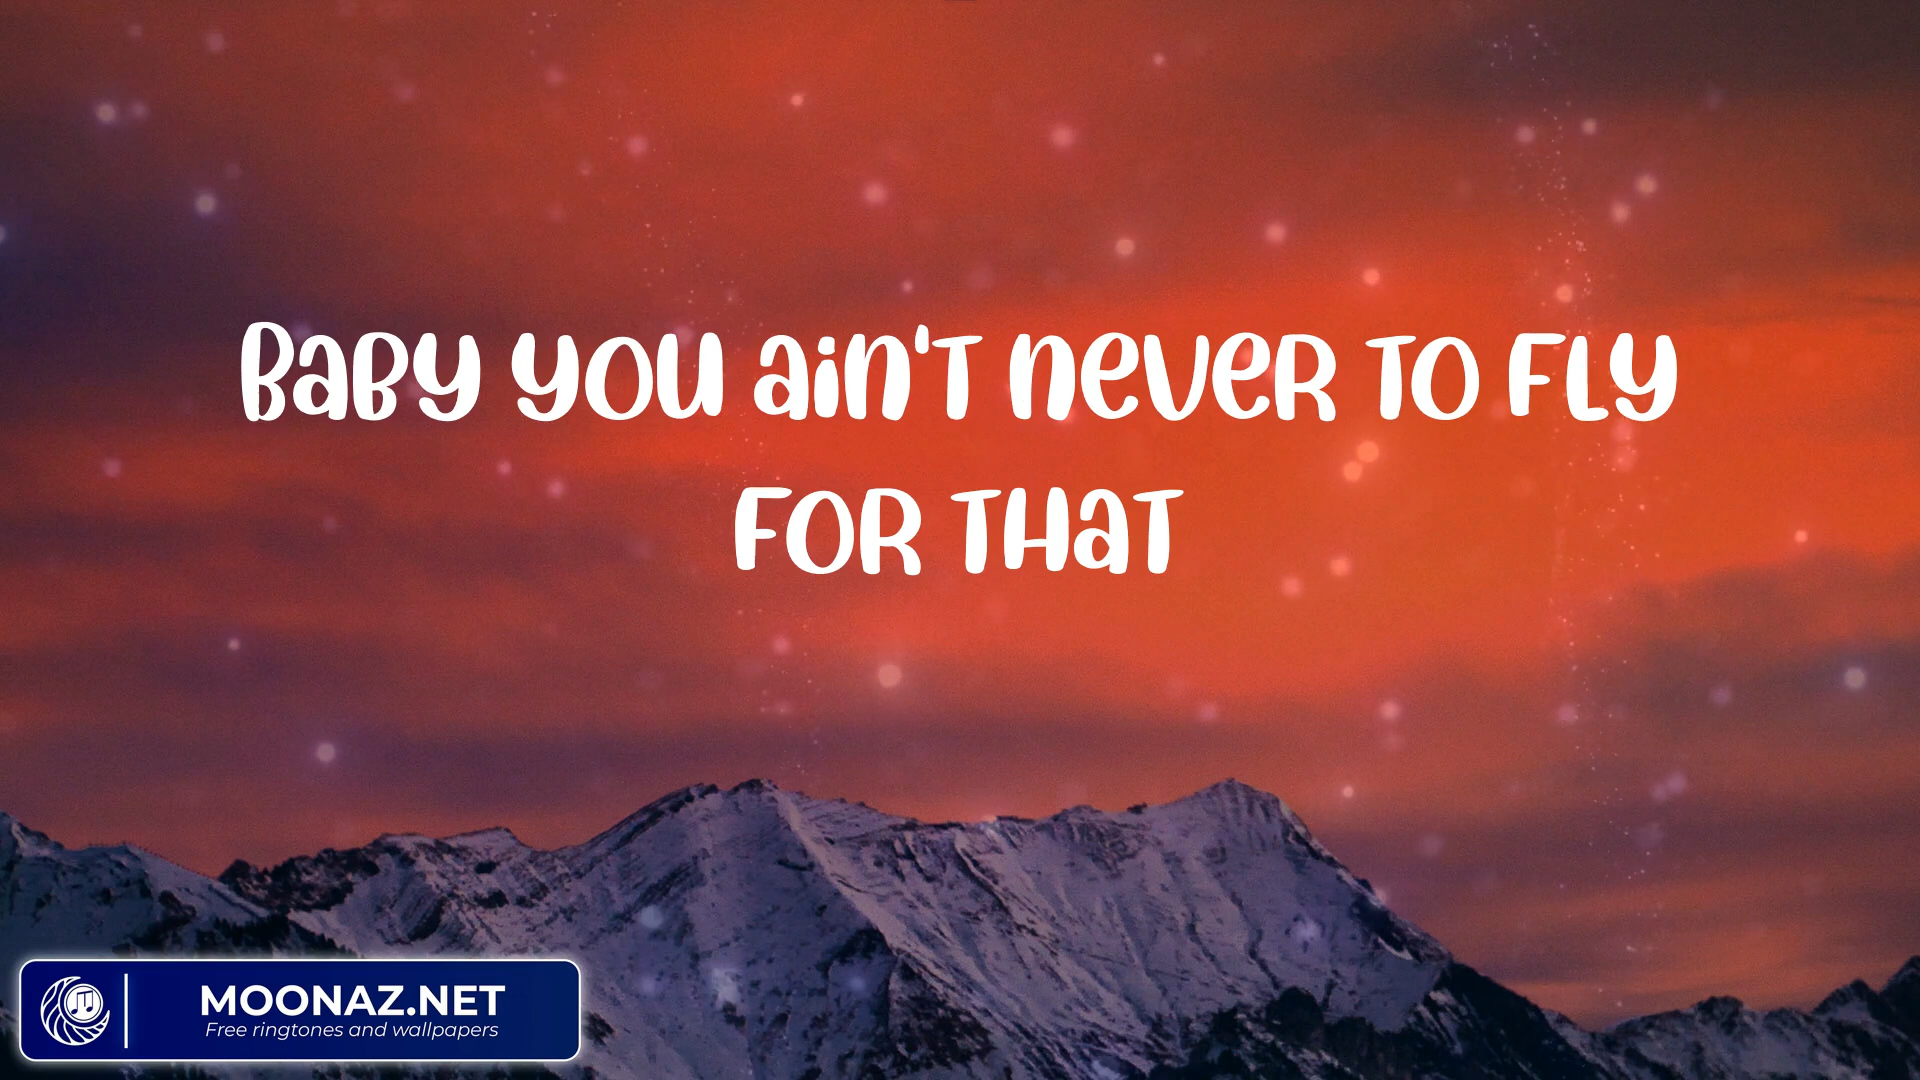 Baby you ain't never to fly
for that
MOONAZ.NET
Free ringtones and wallpapers